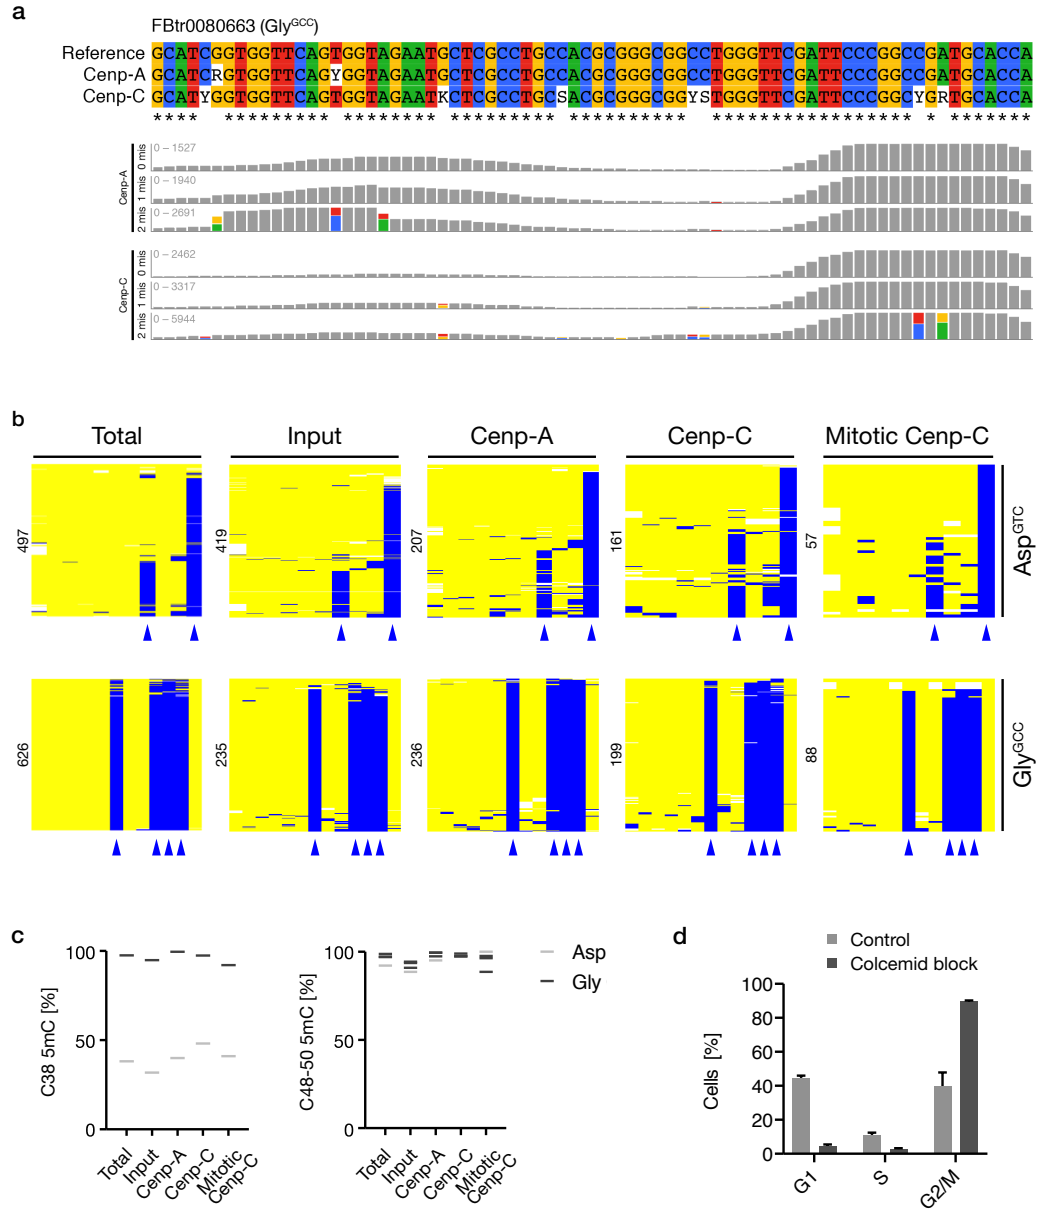 a
FBtr0080663 (Gly^GCC)
Reference GCATCGGTGGTTCAGTGGTAGAATGCTCGCCTGCCACGCGGGCGGCCTGGGTTCGATTCCCGGCCGATGCACCA
Cenp-A GCATCRGTGGTTCAGYGGTAGAATGCTCGCCTGCCACGCGGGCGGCCTGGGTTCGATTCCCGGCCGATGCACCA
Cenp-C GCATYGGTGGTTCAGTGGTAGAATKCTCGCCTGCSACGCGGGCGGYSTGGGTTCGATTCCCGGCYGRTGCACCA
**** ********* ******** ********* ********** ***************** * *******
Cenp-A
0 mis 0 – 1527
1 mis 0 – 1940
2 mis 0 – 2691
Cenp-C
0 mis 0 – 2462
1 mis 0 – 3317
2 mis 0 – 5944
b
Total Input Cenp-A Cenp-C Mitotic Cenp-C
497 419 207 161 57 Asp^GTC
626 235 236 199 88 Gly^GCC
c
C38 5mC [%]
100
50
0
Total Input Cenp-A Cenp-C Mitotic Cenp-C
C48-50 5mC [%]
100
50
0
Total Input Cenp-A Cenp-C Mitotic Cenp-C
Asp
Gly
d
Control
Colcemid block
Cells [%]
100
80
60
40
20
0
G1 S G2/M